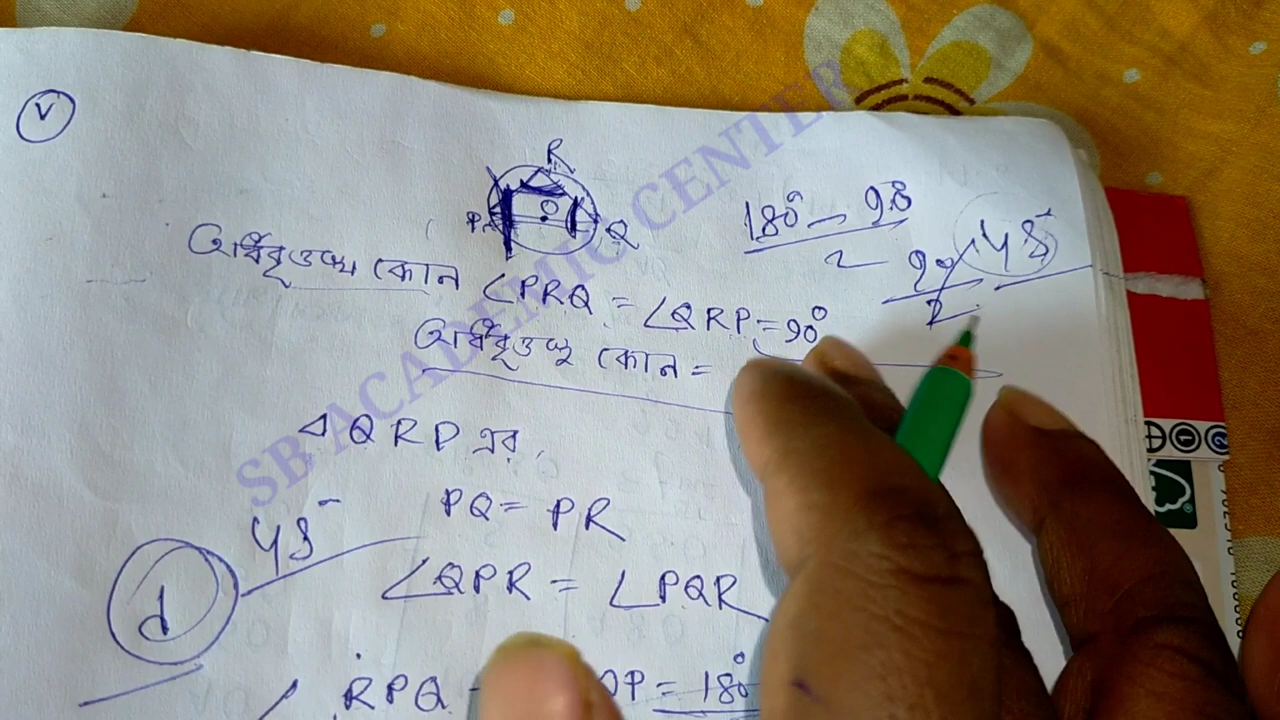 V
R
P O Q
180° - 90
2
90
2
45°
অর্ধবৃত্তস্থ কোন ∠PRQ = ∠QRP = 90°
অর্ধবৃত্তস্থ কোন =
△QRP এর,
PQ = PR
45°
d
∠QPR = ∠PQR
∠RPQ
QP = 180°
SB ACADEMIC CENTER